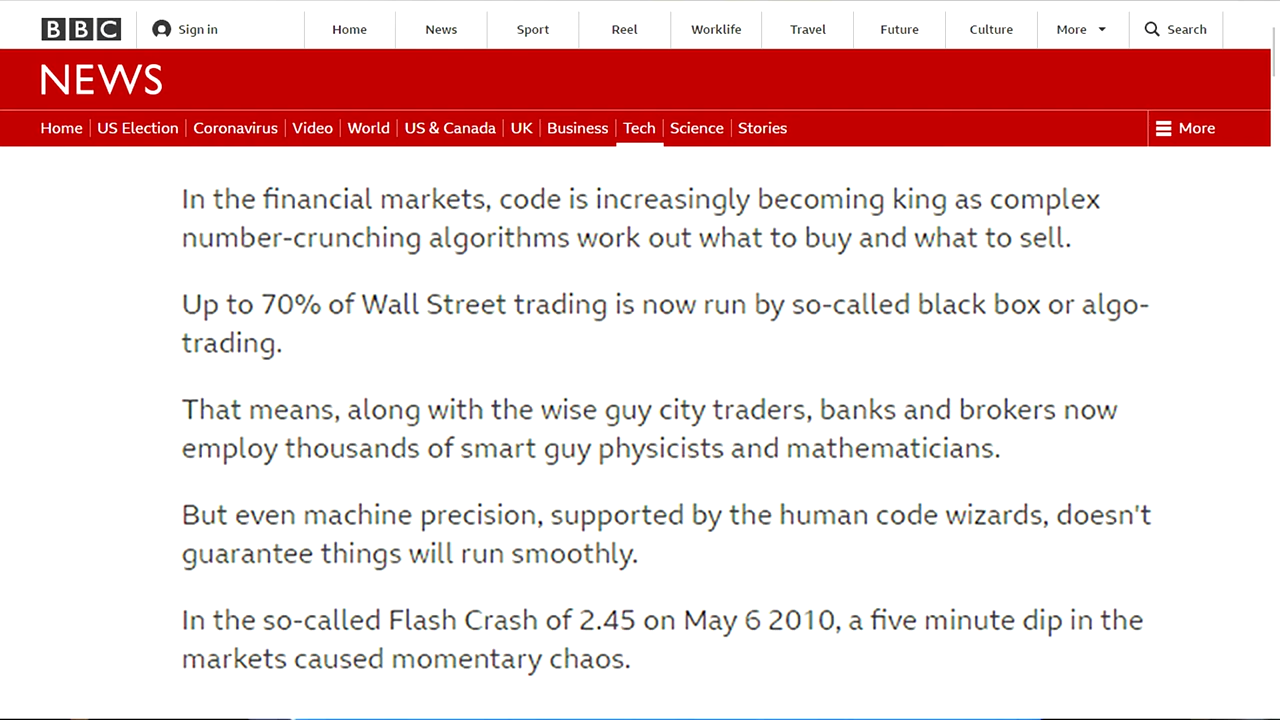 BBC Sign in Home News Sport Reel Worklife Travel Future Culture More Search
NEWS
Home US Election Coronavirus Video World US & Canada UK Business Tech Science Stories More
In the financial markets, code is increasingly becoming king as complex
number-crunching algorithms work out what to buy and what to sell.
Up to 70% of Wall Street trading is now run by so-called black box or algo-
trading.
That means, along with the wise guy city traders, banks and brokers now
employ thousands of smart guy physicists and mathematicians.
But even machine precision, supported by the human code wizards, doesn't
guarantee things will run smoothly.
In the so-called Flash Crash of 2.45 on May 6 2010, a five minute dip in the
markets caused momentary chaos.